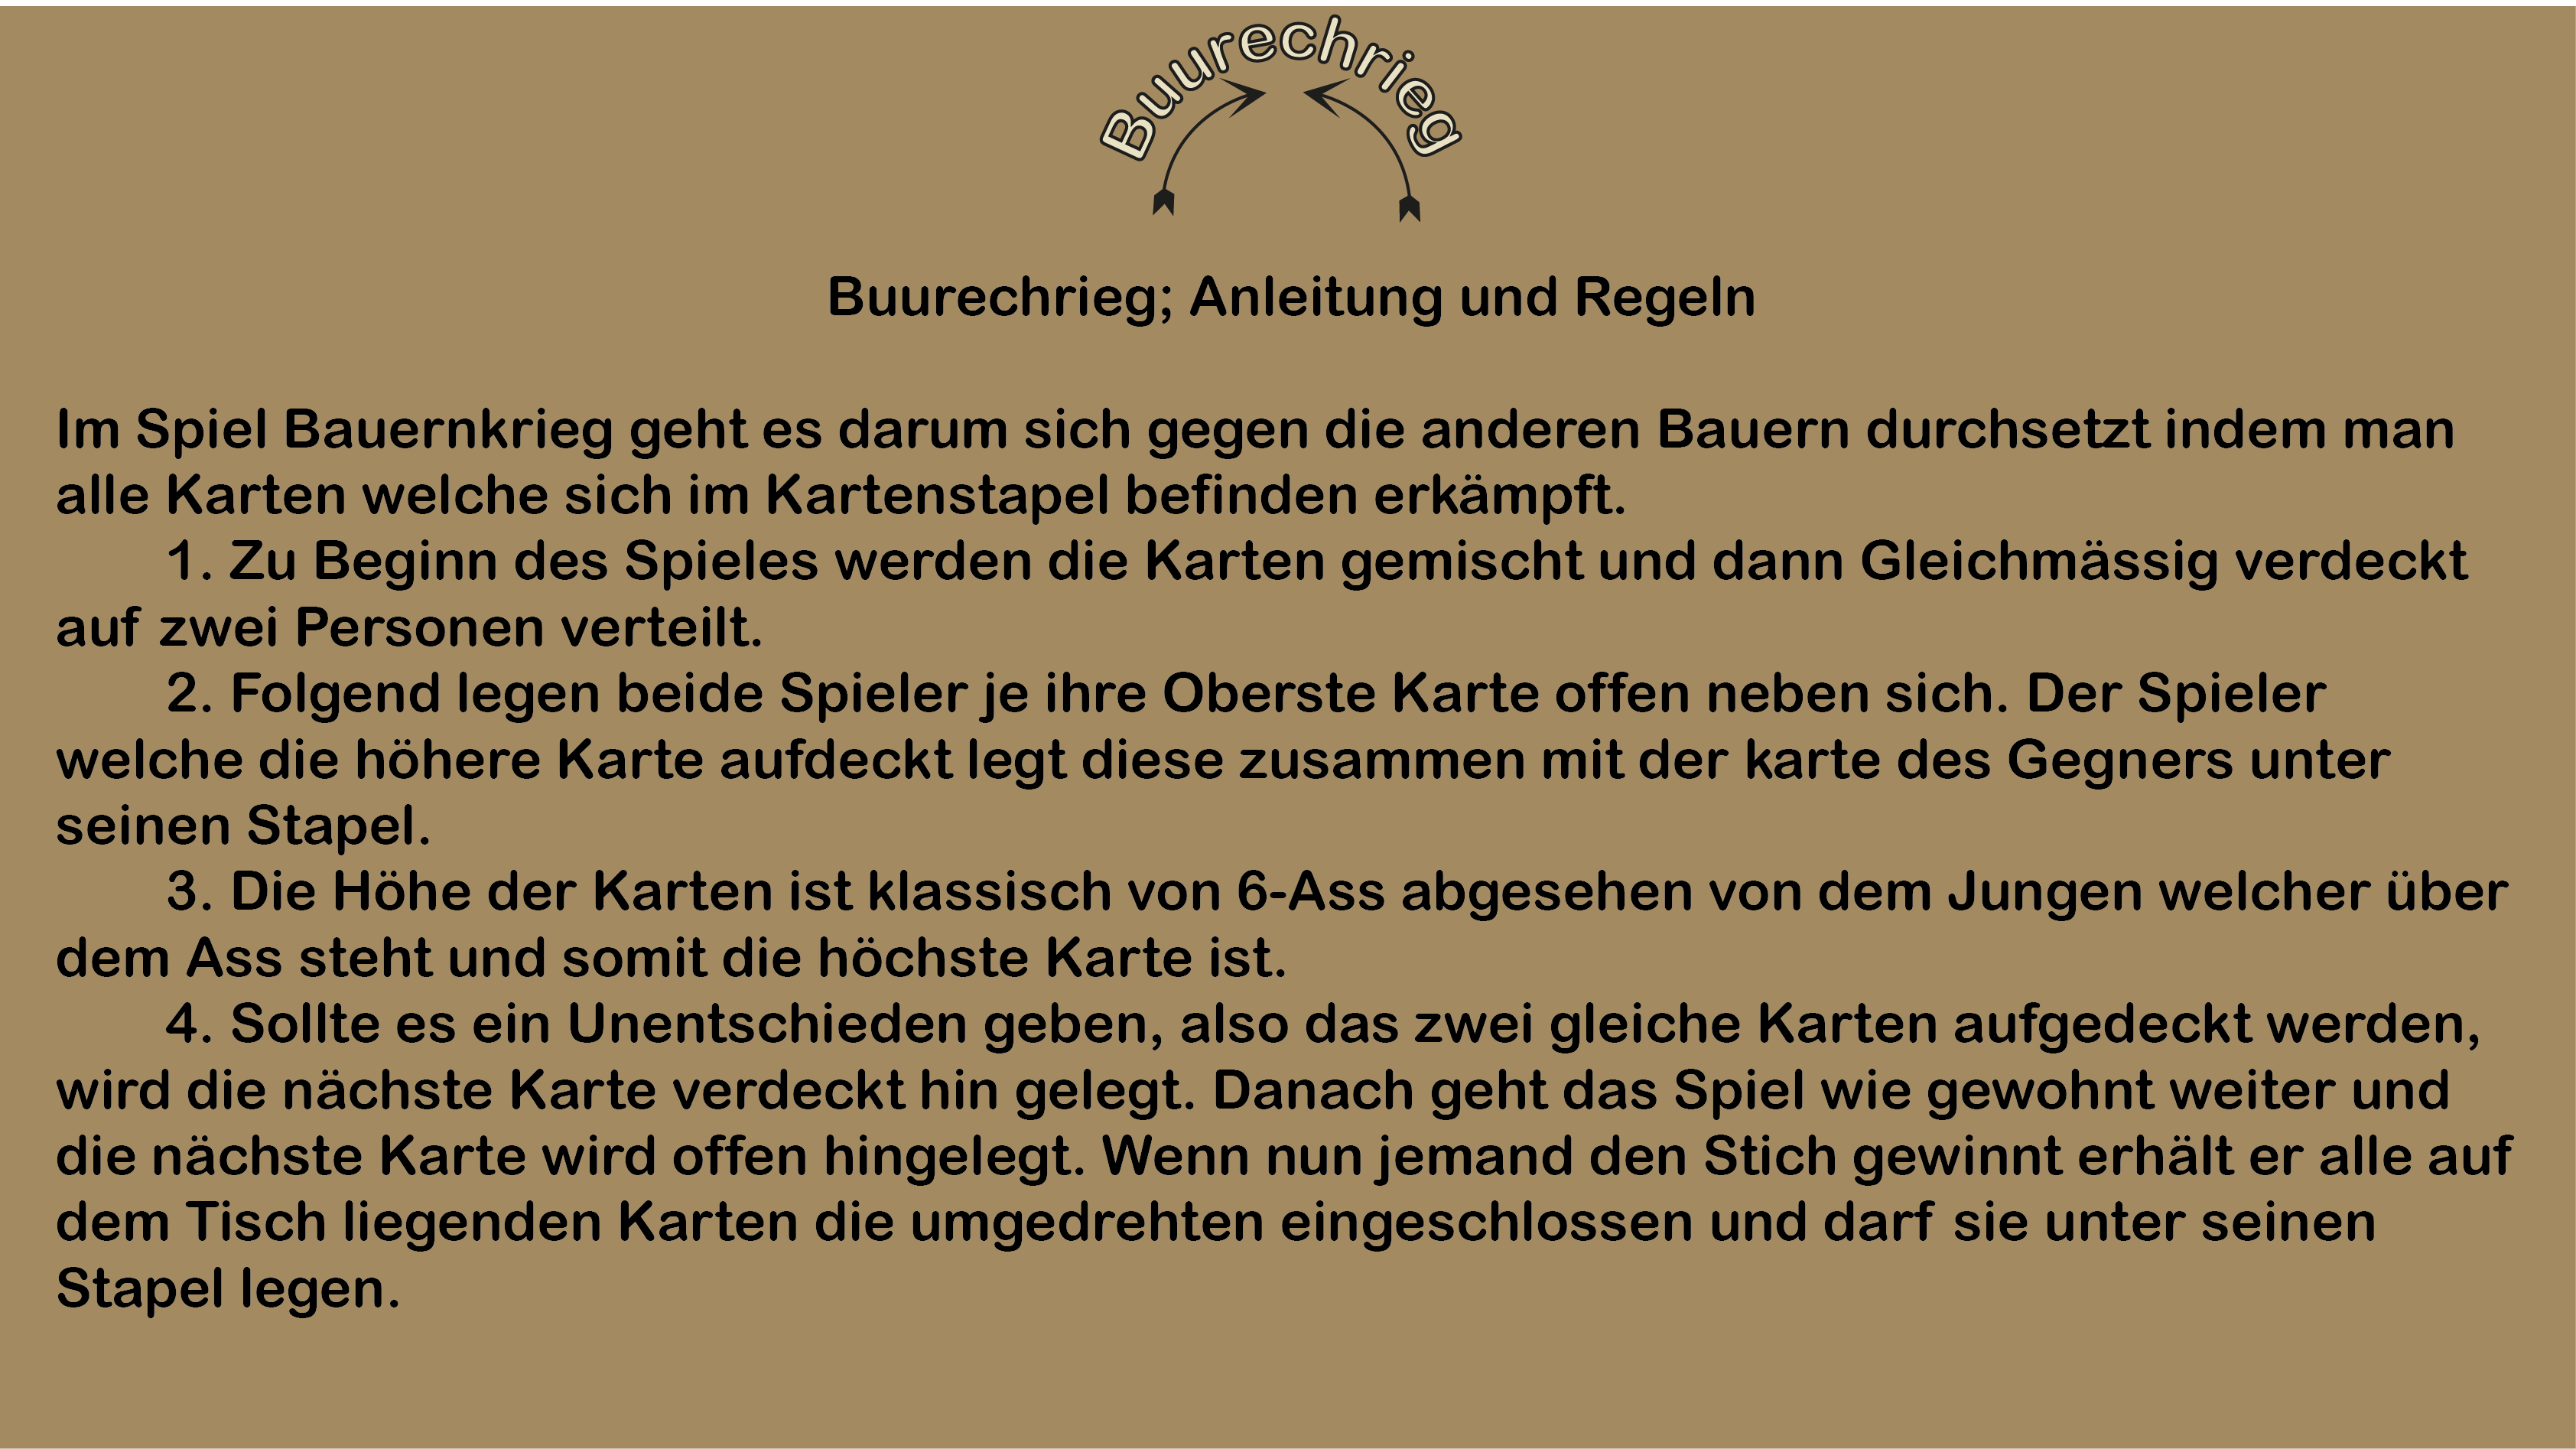 Buurechrieg
Buurechrieg; Anleitung und Regeln
Im Spiel Bauernkrieg geht es darum sich gegen die anderen Bauern durchsetzt indem man
alle Karten welche sich im Kartenstapel befinden erkämpft.
1. Zu Beginn des Spieles werden die Karten gemischt und dann Gleichmässig verdeckt
auf zwei Personen verteilt.
2. Folgend legen beide Spieler je ihre Oberste Karte offen neben sich. Der Spieler
welche die höhere Karte aufdeckt legt diese zusammen mit der karte des Gegners unter
seinen Stapel.
3. Die Höhe der Karten ist klassisch von 6-Ass abgesehen von dem Jungen welcher über
dem Ass steht und somit die höchste Karte ist.
4. Sollte es ein Unentschieden geben, also das zwei gleiche Karten aufgedeckt werden,
wird die nächste Karte verdeckt hin gelegt. Danach geht das Spiel wie gewohnt weiter und
die nächste Karte wird offen hingelegt. Wenn nun jemand den Stich gewinnt erhält er alle auf
dem Tisch liegenden Karten die umgedrehten eingeschlossen und darf sie unter seinen
Stapel legen.